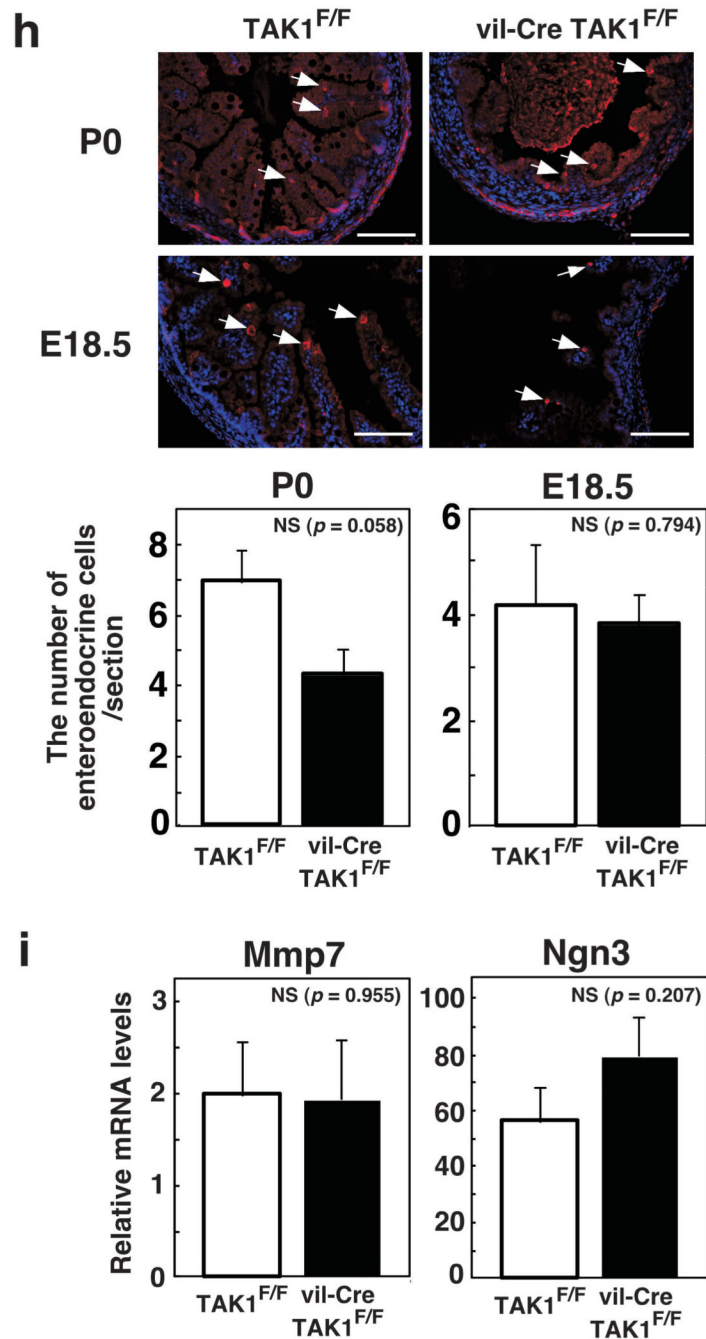 h
TAK1F/F
vil-Cre TAK1F/F
P0
E18.5
P0
E18.5
The number of
enteroendocrine cells
/section
8
6
4
2
0
NS (p = 0.058)
TAK1F/F
vil-Cre
TAK1F/F
6
4
2
0
NS (p = 0.794)
TAK1F/F
vil-Cre
TAK1F/F
i
Mmp7
Ngn3
Relative mRNA levels
3
2
1
0
NS (p = 0.955)
TAK1F/F
vil-Cre
TAK1F/F
100
80
60
40
20
0
NS (p = 0.207)
TAK1F/F
vil-Cre
TAK1F/F